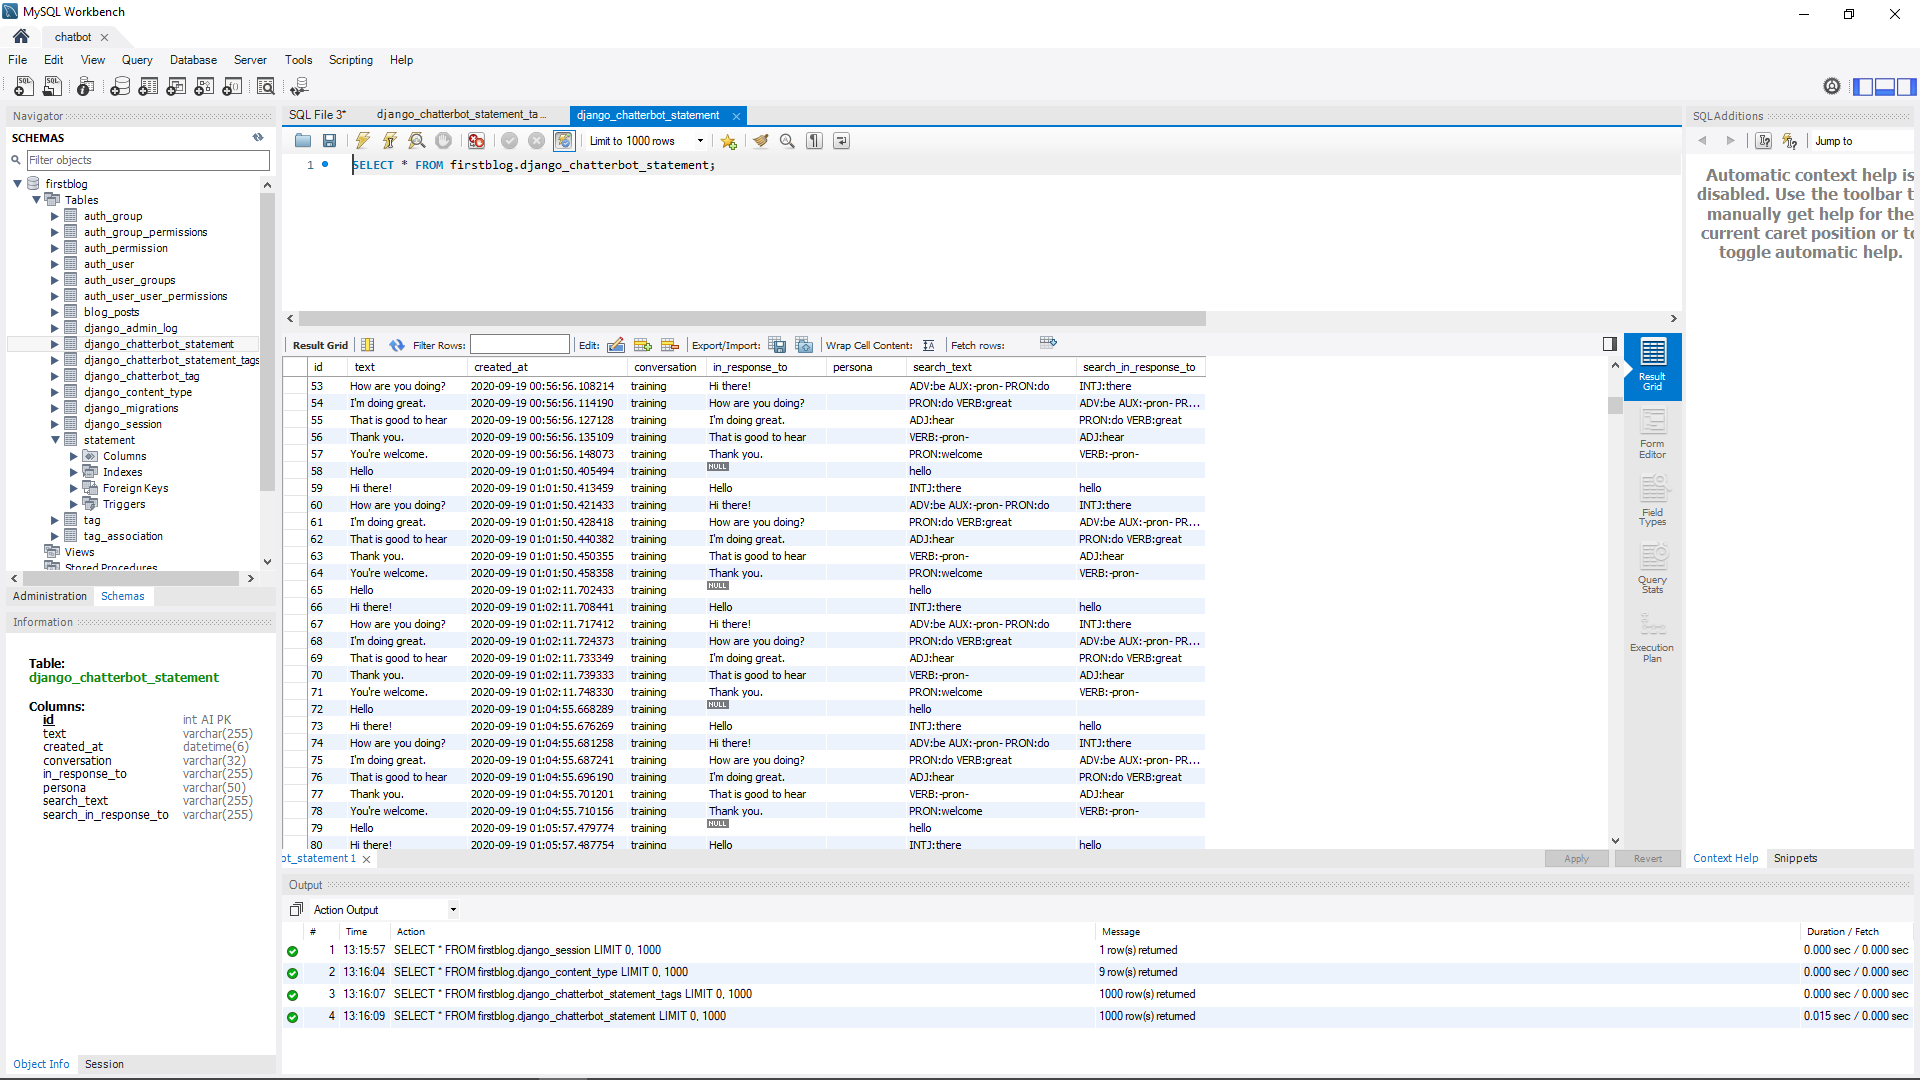 MySQL Workbench
chatbot
File Edit View Query Database Server Tools Scripting Help
Navigator
SCHEMAS
Filter objects
firstblog
Tables
auth_group
auth_group_permissions
auth_permission
auth_user
auth_user_groups
auth_user_user_permissions
blog_posts
django_admin_log
django_chatterbot_statement
django_chatterbot_statement_tags
django_chatterbot_tag
django_content_type
django_migrations
django_session
statement
Columns
Indexes
Foreign Keys
Triggers
tag
tag_association
Views
Stored Procedures
Administration Schemas
Information
Table:
django_chatterbot_statement
Columns:
id int AI PK
text varchar(255)
created_at datetime(6)
conversation varchar(32)
in_response_to varchar(255)
persona varchar(50)
search_text varchar(255)
search_in_response_to varchar(255)
Object Info Session
SQL File 3* django_chatterbot_statement_ta... django_chatterbot_statement
Limit to 1000 rows
1 SELECT * FROM firstblog.django_chatterbot_statement;
Result Grid Filter Rows: Edit: Export/Import: Wrap Cell Content: Fetch rows:
id text created_at conversation in_response_to persona search_text search_in_response_to
53 How are you doing? 2020-09-19 00:56:56.108214 training Hi there! ADV:be AUX:-pron- PRON:do INTJ:there
54 I'm doing great. 2020-09-19 00:56:56.114190 training How are you doing? PRON:do VERB:great ADV:be AUX:-pron- PR...
55 That is good to hear 2020-09-19 00:56:56.127128 training I'm doing great. ADJ:hear PRON:do VERB:great
56 Thank you. 2020-09-19 00:56:56.135109 training That is good to hear VERB:-pron- ADJ:hear
57 You're welcome. 2020-09-19 00:56:56.148073 training Thank you. PRON:welcome VERB:-pron-
58 Hello 2020-09-19 01:01:50.405494 training NULL hello
59 Hi there! 2020-09-19 01:01:50.413459 training Hello INTJ:there hello
60 How are you doing? 2020-09-19 01:01:50.421433 training Hi there! ADV:be AUX:-pron- PRON:do INTJ:there
61 I'm doing great. 2020-09-19 01:01:50.428418 training How are you doing? PRON:do VERB:great ADV:be AUX:-pron- PR...
62 That is good to hear 2020-09-19 01:01:50.440382 training I'm doing great. ADJ:hear PRON:do VERB:great
63 Thank you. 2020-09-19 01:01:50.450355 training That is good to hear VERB:-pron- ADJ:hear
64 You're welcome. 2020-09-19 01:01:50.458358 training Thank you. PRON:welcome VERB:-pron-
65 Hello 2020-09-19 01:02:11.702433 training NULL hello
66 Hi there! 2020-09-19 01:02:11.708441 training Hello INTJ:there hello
67 How are you doing? 2020-09-19 01:02:11.717412 training Hi there! ADV:be AUX:-pron- PRON:do INTJ:there
68 I'm doing great. 2020-09-19 01:02:11.724373 training How are you doing? PRON:do VERB:great ADV:be AUX:-pron- PR...
69 That is good to hear 2020-09-19 01:02:11.733349 training I'm doing great. ADJ:hear PRON:do VERB:great
70 Thank you. 2020-09-19 01:02:11.739333 training That is good to hear VERB:-pron- ADJ:hear
71 You're welcome. 2020-09-19 01:02:11.748330 training Thank you. PRON:welcome VERB:-pron-
72 Hello 2020-09-19 01:04:55.668289 training NULL hello
73 Hi there! 2020-09-19 01:04:55.676269 training Hello INTJ:there hello
74 How are you doing? 2020-09-19 01:04:55.681258 training Hi there! ADV:be AUX:-pron- PRON:do INTJ:there
75 I'm doing great. 2020-09-19 01:04:55.687241 training How are you doing? PRON:do VERB:great ADV:be AUX:-pron- PR...
76 That is good to hear 2020-09-19 01:04:55.696190 training I'm doing great. ADJ:hear PRON:do VERB:great
77 Thank you. 2020-09-19 01:04:55.701201 training That is good to hear VERB:-pron- ADJ:hear
78 You're welcome. 2020-09-19 01:04:55.710156 training Thank you. PRON:welcome VERB:-pron-
79 Hello 2020-09-19 01:05:57.479774 training NULL hello
80 Hi there! 2020-09-19 01:05:57.487754 training Hello INTJ:there hello
ot_statement 1 Apply Revert
Result
Grid
Form
Editor
Field
Types
Query
Stats
Execution
Plan
SQLAdditions
Jump to
Automatic context help is
disabled. Use the toolbar t
manually get help for the
current caret position or to
toggle automatic help.
Context Help Snippets
Output
Action Output
# Time Action Message Duration / Fetch
1 13:15:57 SELECT * FROM firstblog.django_session LIMIT 0, 1000 1 row(s) returned 0.000 sec / 0.000 sec
2 13:16:04 SELECT * FROM firstblog.django_content_type LIMIT 0, 1000 9 row(s) returned 0.000 sec / 0.000 sec
3 13:16:07 SELECT * FROM firstblog.django_chatterbot_statement_tags LIMIT 0, 1000 1000 row(s) returned 0.000 sec / 0.000 sec
4 13:16:09 SELECT * FROM firstblog.django_chatterbot_statement LIMIT 0, 1000 1000 row(s) returned 0.015 sec / 0.000 sec